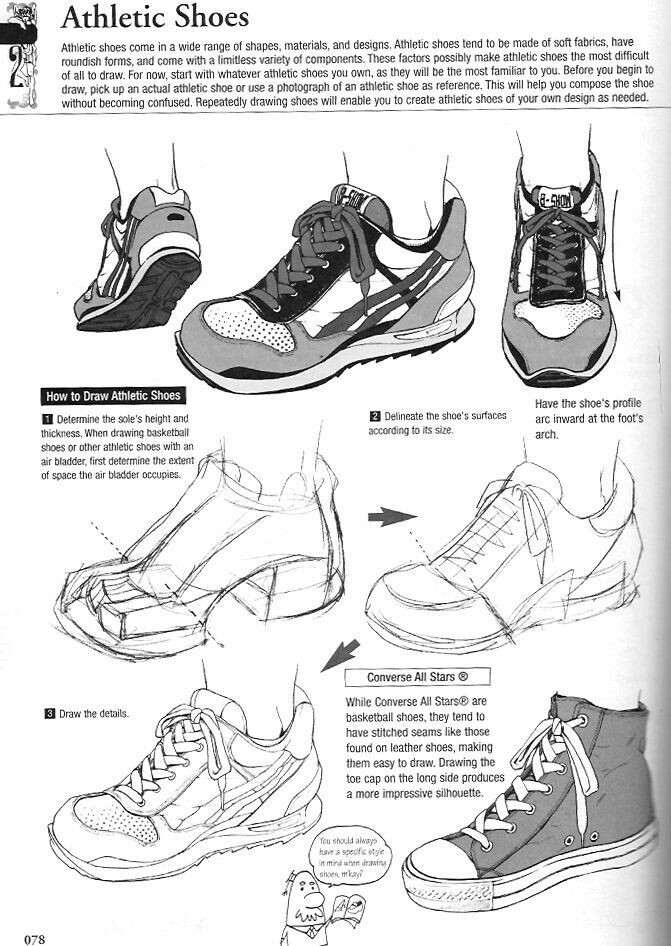 Athletic Shoes
Athletic shoes come in a wide range of shapes, materials, and designs. Athletic shoes tend to be made of soft fabrics, have
roundish forms, and come with a limitless variety of components. These factors possibly make athletic shoes the most difficult
of all to draw. For now, start with whatever athletic shoes you own, as they will be the most familiar to you. Before you begin to
draw, pick up an actual athletic shoe or use a photograph of an athletic shoe as reference. This will help you compose the shoe
without becoming confused. Repeatedly drawing shoes will enable you to create athletic shoes of your own design as needed.
2
B-SHOW
B-SHOW
How to Draw Athletic Shoes
1 Determine the sole's height and
thickness. When drawing basketball
shoes or other athletic shoes with an
air bladder, first determine the extent
of space the air bladder occupies.
2 Delineate the shoe's surfaces
according to its size.
Have the shoe's profile
arc inward at the foot's
arch.
3 Draw the details.
Converse All Stars ®
While Converse All Stars® are
basketball shoes, they tend to
have stitched seams like those
found on leather shoes, making
them easy to draw. Drawing the
toe cap on the long side produces
a more impressive silhouette.
You should always
have a specific style
in mind when drawing
shoes, m'kay?
078